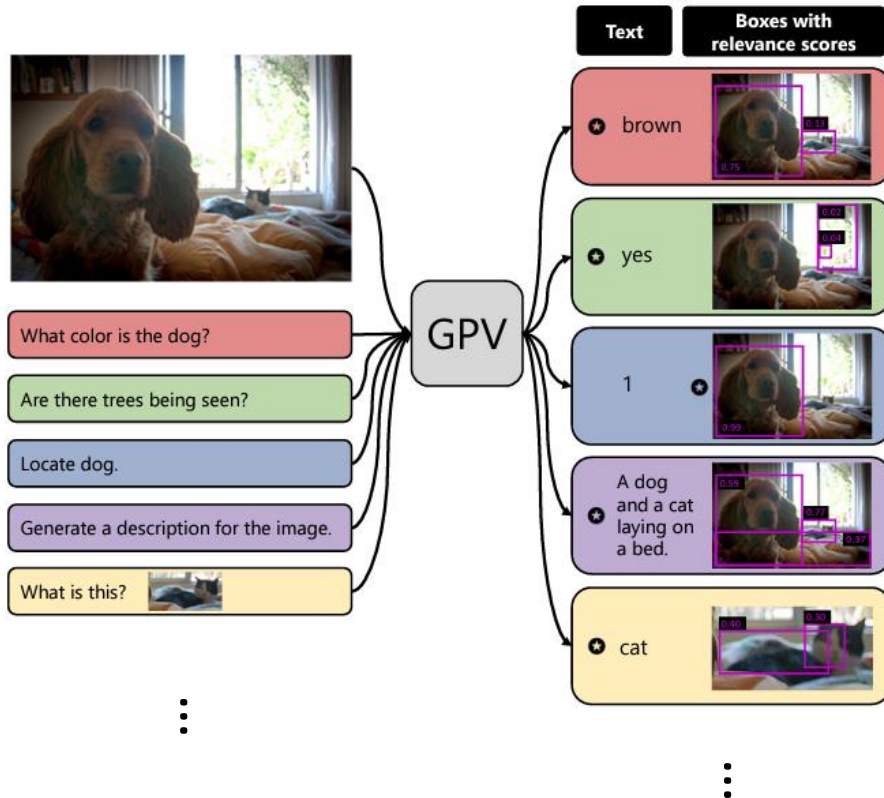 Text
Boxes with
relevance scores
What color is the dog?
Are there trees being seen?
Locate dog.
Generate a description for the image.
What is this?
GPV
brown
0.13
0.75
yes
0.02
0.04
1
0.99
A dog
and a cat
laying on
a bed.
0.59
0.77
0.37
cat
0.40
0.30